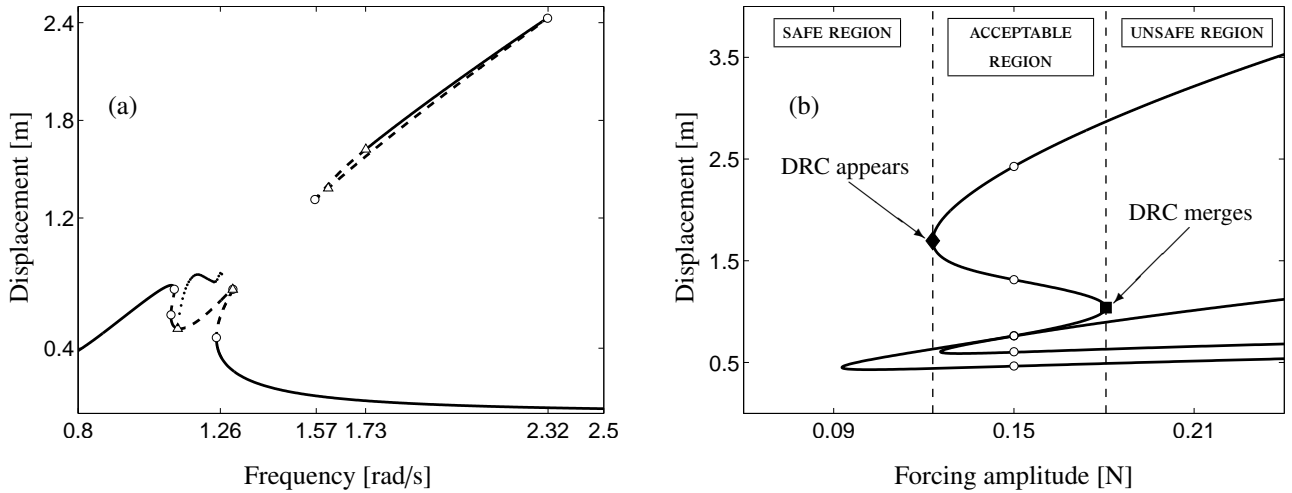 2.4
1.8
1.2
0.4
Displacement [m]
(a)
0.8
1.26
1.57
1.73
2.32
2.5
Frequency [rad/s]
SAFE REGION
ACCEPTABLE
REGION
UNSAFE REGION
3.5
2.5
1.5
0.5
Displacement [m]
(b)
DRC appears
DRC merges
0.09
0.15
0.21
Forcing amplitude [N]